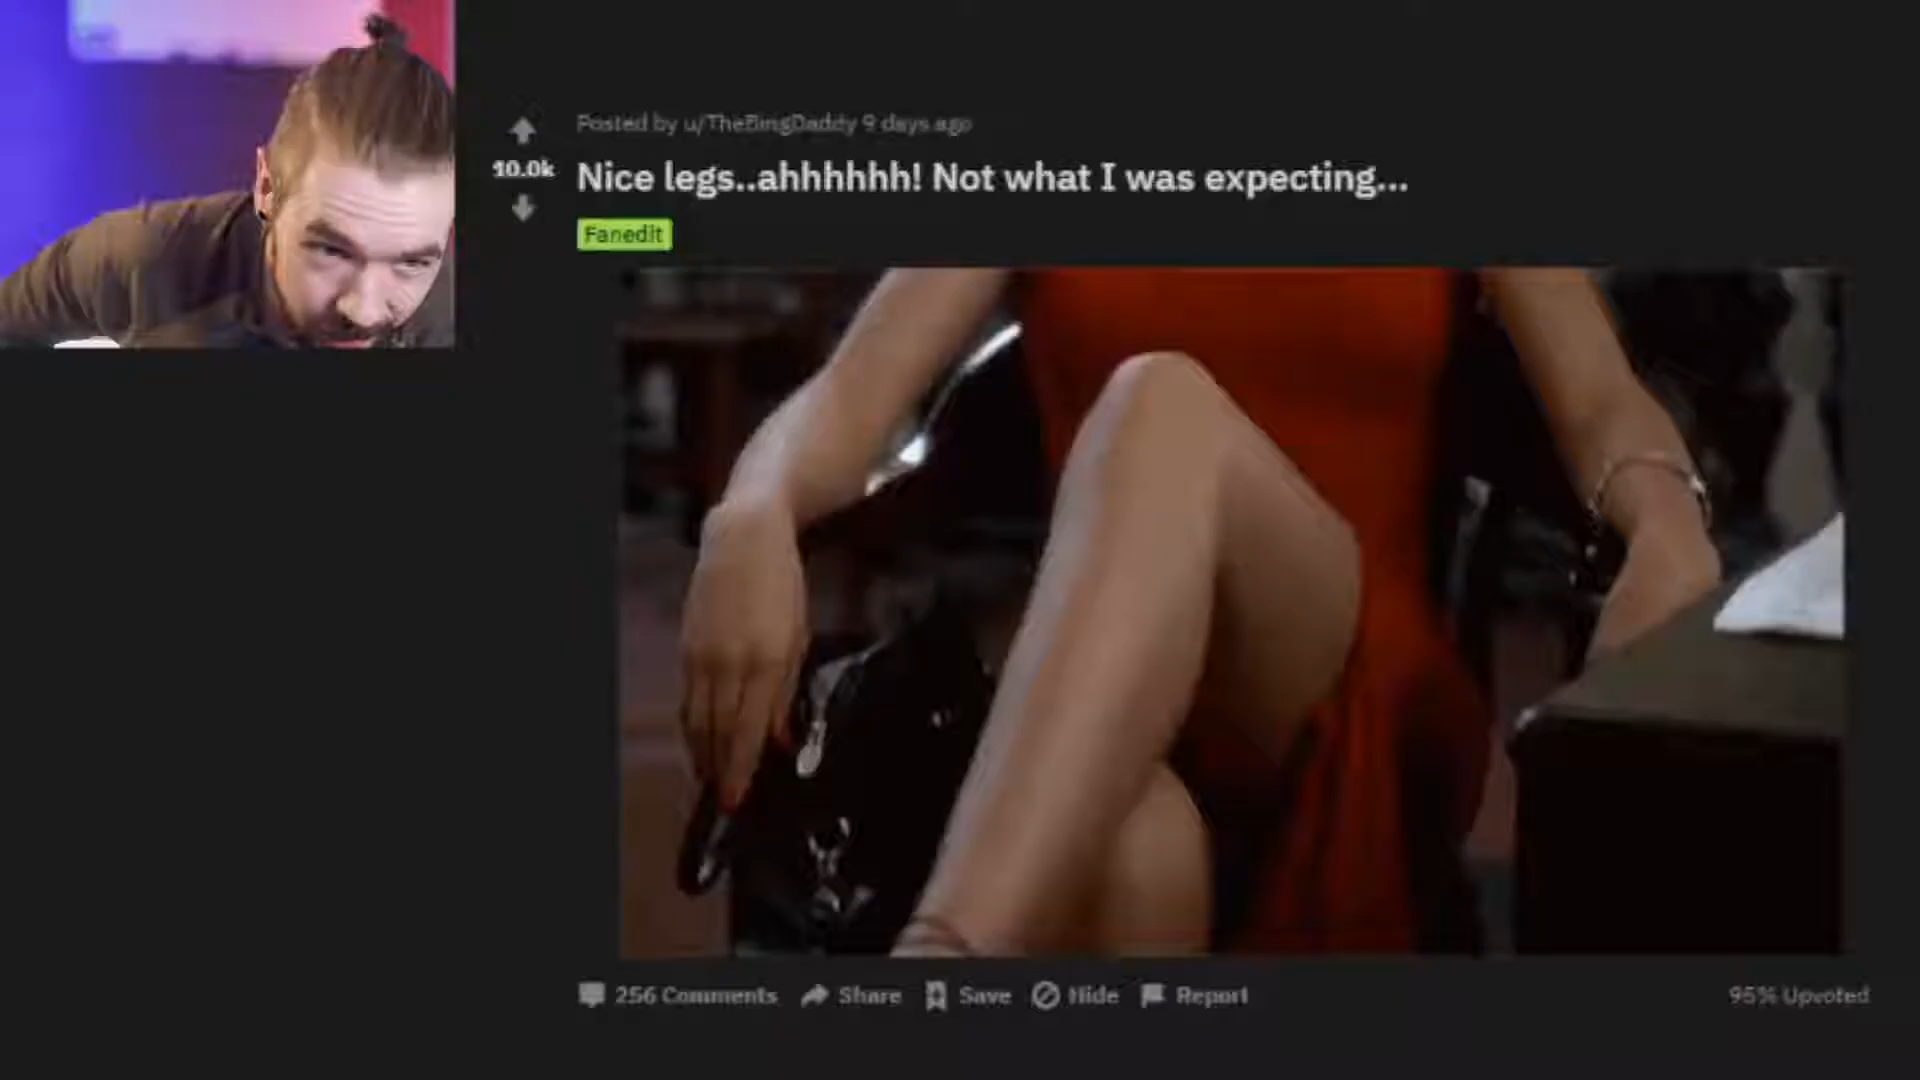 Posted by u/TheBingDaddy 9 days ago
10.0k
Nice legs..ahhhhhh! Not what I was expecting...
Fanedit
256 Comments Share Save Hide Report
95% Upvoted